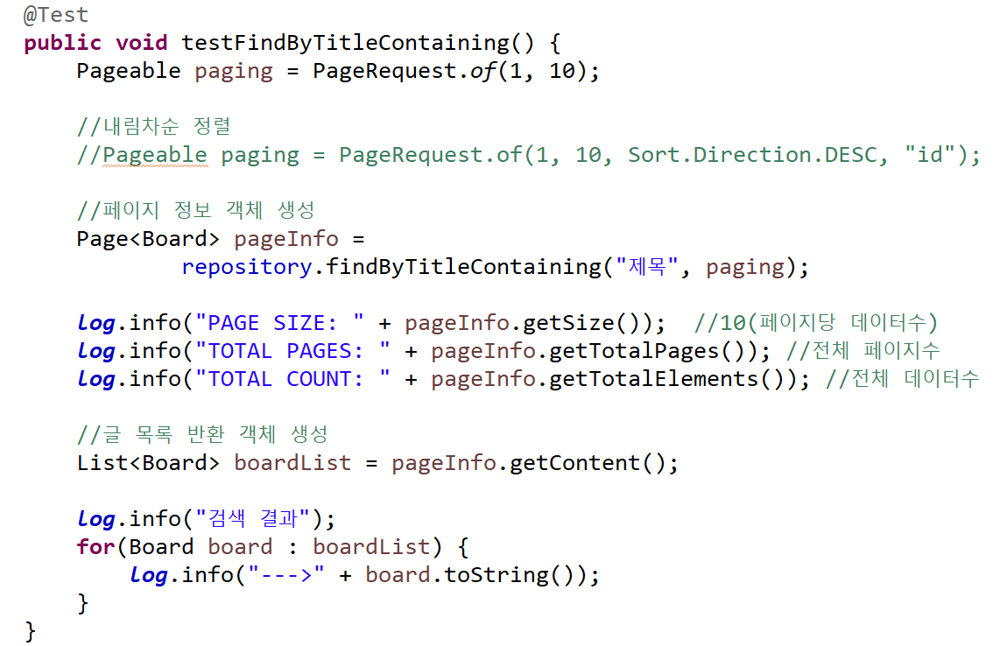 @Test
public void testFindByTitleContaining() {
Pageable paging = PageRequest.of(1, 10);
//내림차순 정렬
//Pageable paging = PageRequest.of(1, 10, Sort.Direction.DESC, "id");
//페이지 정보 객체 생성
Page<Board> pageInfo =
repository.findByTitleContaining("제목", paging);
log.info("PAGE SIZE: " + pageInfo.getSize());  //10(페이지당 데이터수)
log.info("TOTAL PAGES: " + pageInfo.getTotalPages()); //전체 페이지수
log.info("TOTAL COUNT: " + pageInfo.getTotalElements()); //전체 데이터수
//글 목록 반환 객체 생성
List<Board> boardList = pageInfo.getContent();
log.info("검색 결과");
for(Board board : boardList) {
log.info("--->" + board.toString());
}
}